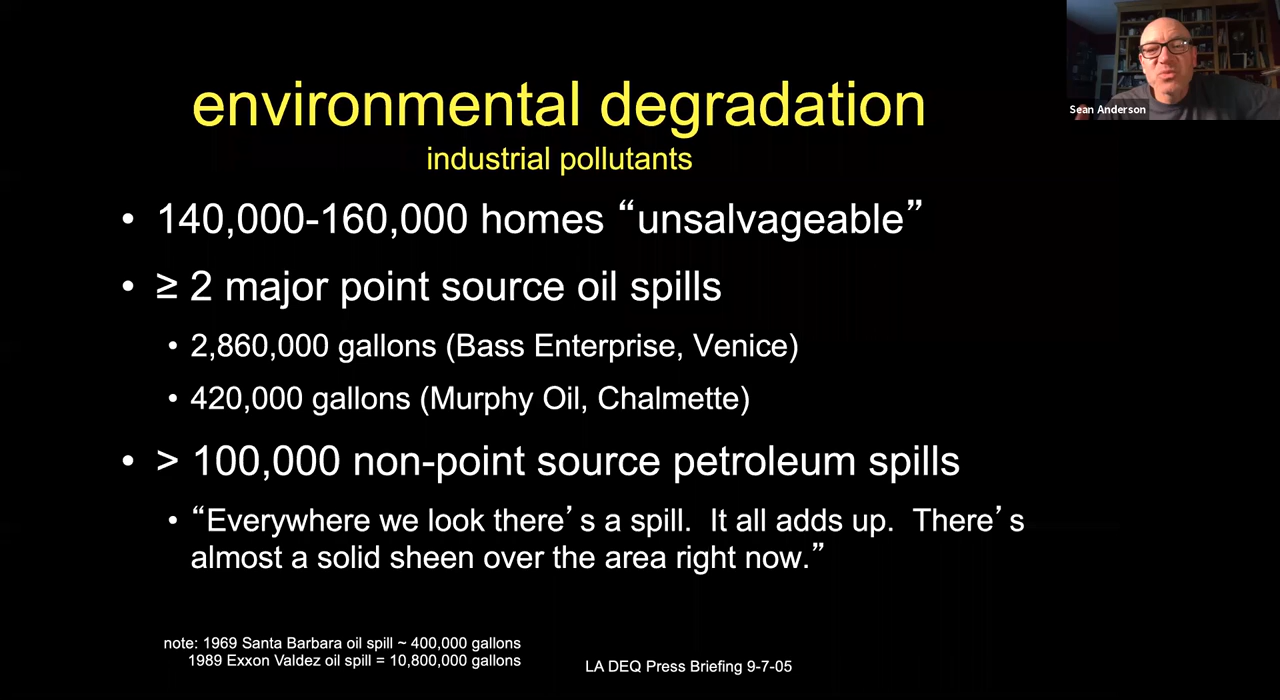 environmental degradation
industrial pollutants
• 140,000-160,000 homes “unsalvageable”
• ≥ 2 major point source oil spills
• 2,860,000 gallons (Bass Enterprise, Venice)
• 420,000 gallons (Murphy Oil, Chalmette)
• > 100,000 non-point source petroleum spills
• “Everywhere we look there’s a spill. It all adds up. There’s
almost a solid sheen over the area right now.”
note: 1969 Santa Barbara oil spill ~ 400,000 gallons
1989 Exxon Valdez oil spill = 10,800,000 gallons
LA DEQ Press Briefing 9-7-05
Sean Anderson